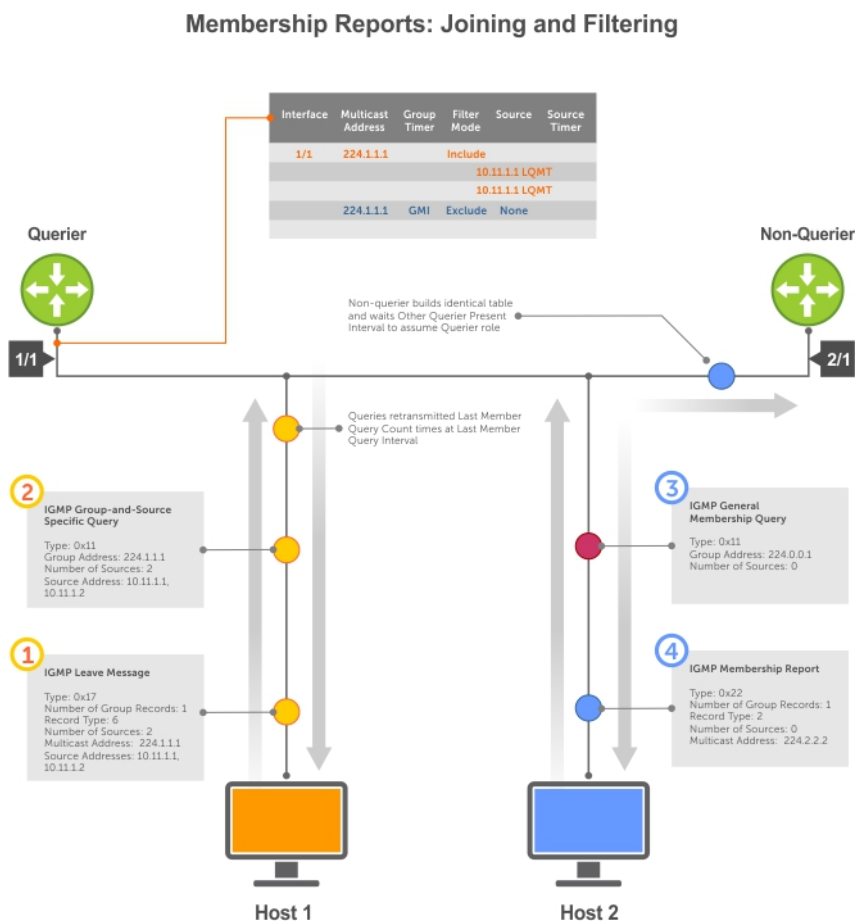 Membership Reports: Joining and Filtering
Interface Multicast Address Group Timer Filter Mode Source Source Timer
1/1 224.1.1.1 Include
10.11.1.1 LQMT
10.11.1.1 LQMT
224.1.1.1 GMI Exclude None
Querier
Non-Querier
1/1
2/1
Non-querier builds identical table
and waits Other Querier Present
Interval to assume Querier role
Queries retransmitted Last Member
Query Count times at Last Member
Query Interval
2
IGMP Group-and-Source
Specific Query
Type: 0x11
Group Address: 224.1.1.1
Number of Sources: 2
Source Address: 10.11.1.1,
10.11.1.2
3
IGMP General
Membership Query
Type: 0x11
Group Address: 224.0.0.1
Number of Sources: 0
1
IGMP Leave Message
Type: 0x17
Number of Group Records: 1
Record Type: 6
Number of Sources: 2
Multicast Address: 224.1.1.1
Source Addresses: 10.11.1.1,
10.11.1.2
4
IGMP Membership Report
Type: 0x22
Number of Group Records: 1
Record Type: 2
Number of Sources: 0
Multicast Address: 224.2.2.2
Host 1
Host 2